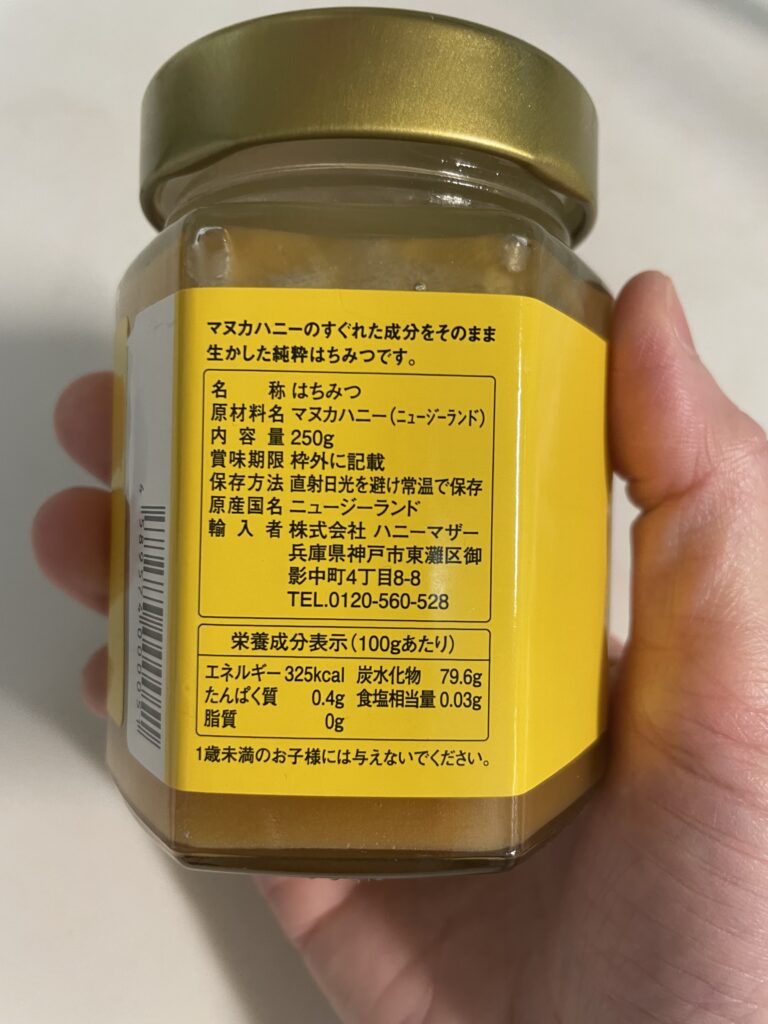 マヌカハニーのすぐれた成分をそのまま
生かした純粋はちみつです。
名称 はちみつ
原材料名 マヌカハニー(ニュージーランド)
内容量 250g
賞味期限 枠外に記載
保存方法 直射日光を避け常温で保存
原産国名 ニュージーランド
輸入者 株式会社 ハニーマザー
兵庫県神戸市東灘区御
影中町4丁目8-8
TEL.0120-560-528
栄養成分表示(100gあたり)
エネルギー 325kcal 炭水化物 79.6g
たんぱく質 0.4g 食塩相当量 0.03g
脂質 0g
1歳未満のお子様には与えないでください。